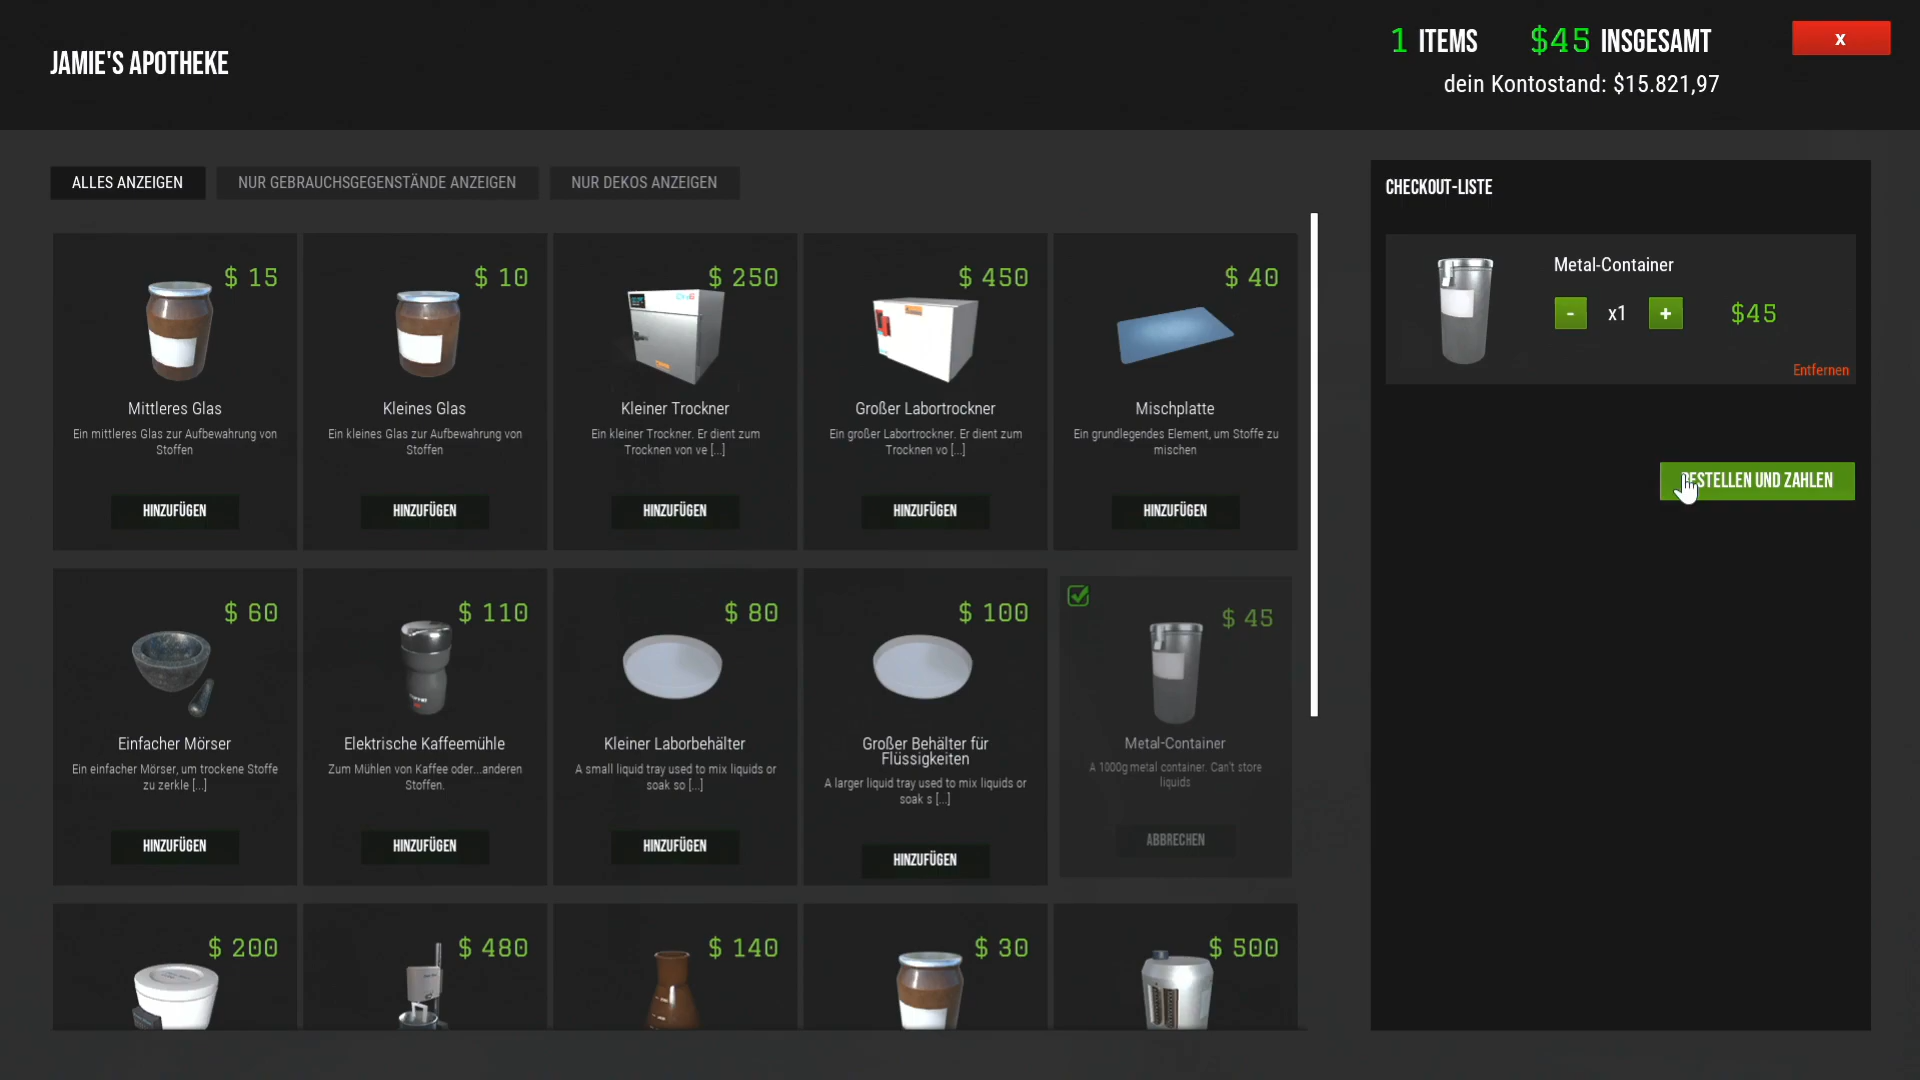 JAMIE'S APOTHEKE
1 ITEMS $45 INSGESAMT
x
dein Kontostand: $15.821,97
ALLES ANZEIGEN
NUR GEBRAUCHSGEGENSTÄNDE ANZEIGEN
NUR DEKOS ANZEIGEN
$ 15
Mittleres Glas
Ein mittleres Glas zur Aufbewahrung von
Stoffen
HINZUFÜGEN
$ 10
Kleines Glas
Ein kleines Glas zur Aufbewahrung von
Stoffen
HINZUFÜGEN
$ 250
Kleiner Trockner
Ein kleiner Trockner. Er dient zum
Trocknen von ve [...]
HINZUFÜGEN
$ 450
Großer Labortrockner
Ein großer Labortrockner. Er dient zum
Trocknen vo [...]
HINZUFÜGEN
$ 40
Mischplatte
Ein grundlegendes Element, um Stoffe zu
mischen
HINZUFÜGEN
$ 60
Einfacher Mörser
Ein einfacher Mörser, um trockene Stoffe
zu zerkle [...]
HINZUFÜGEN
$ 110
Elektrische Kaffeemühle
Zum Mühlen von Kaffee oder...anderen
Stoffen.
HINZUFÜGEN
$ 80
Kleiner Laborbehälter
A small liquid tray used to mix liquids or
soak so [...]
HINZUFÜGEN
$ 100
Großer Behälter für
Flüssigkeiten
A larger liquid tray used to mix liquids or
soak s [...]
HINZUFÜGEN
$ 45
Metal-Container
A 1000g metal container. Can't store
liquids
ABBRECHEN
$ 200
$ 480
$ 140
$ 30
$ 500
CHECKOUT-LISTE
Metal-Container
- x1 + $45
Entfernen
BESTELLEN UND ZAHLEN